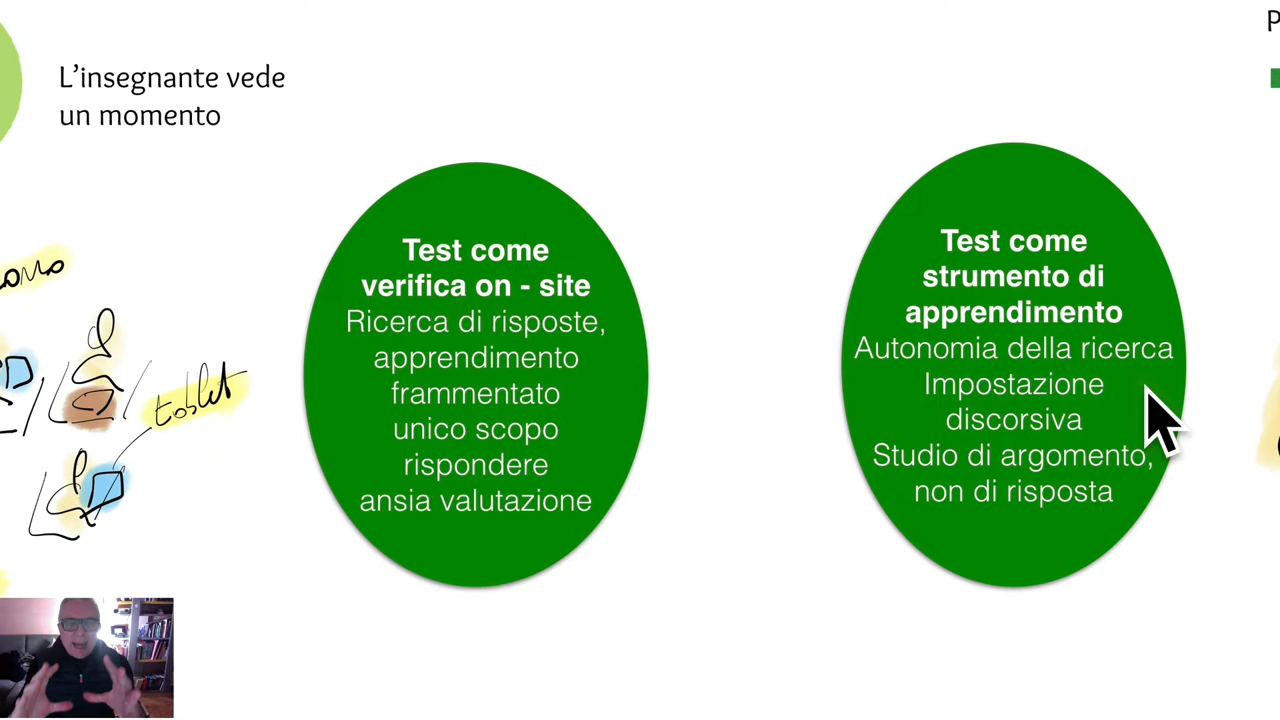 L'insegnante vede
un momento
Test come
verifica on - site
Ricerca di risposte,
apprendimento
frammentato
unico scopo
rispondere
ansia valutazione
Test come
strumento di
apprendimento
Autonomia della ricerca
Impostazione
discorsiva
Studio di argomento,
non di risposta
tablet
P